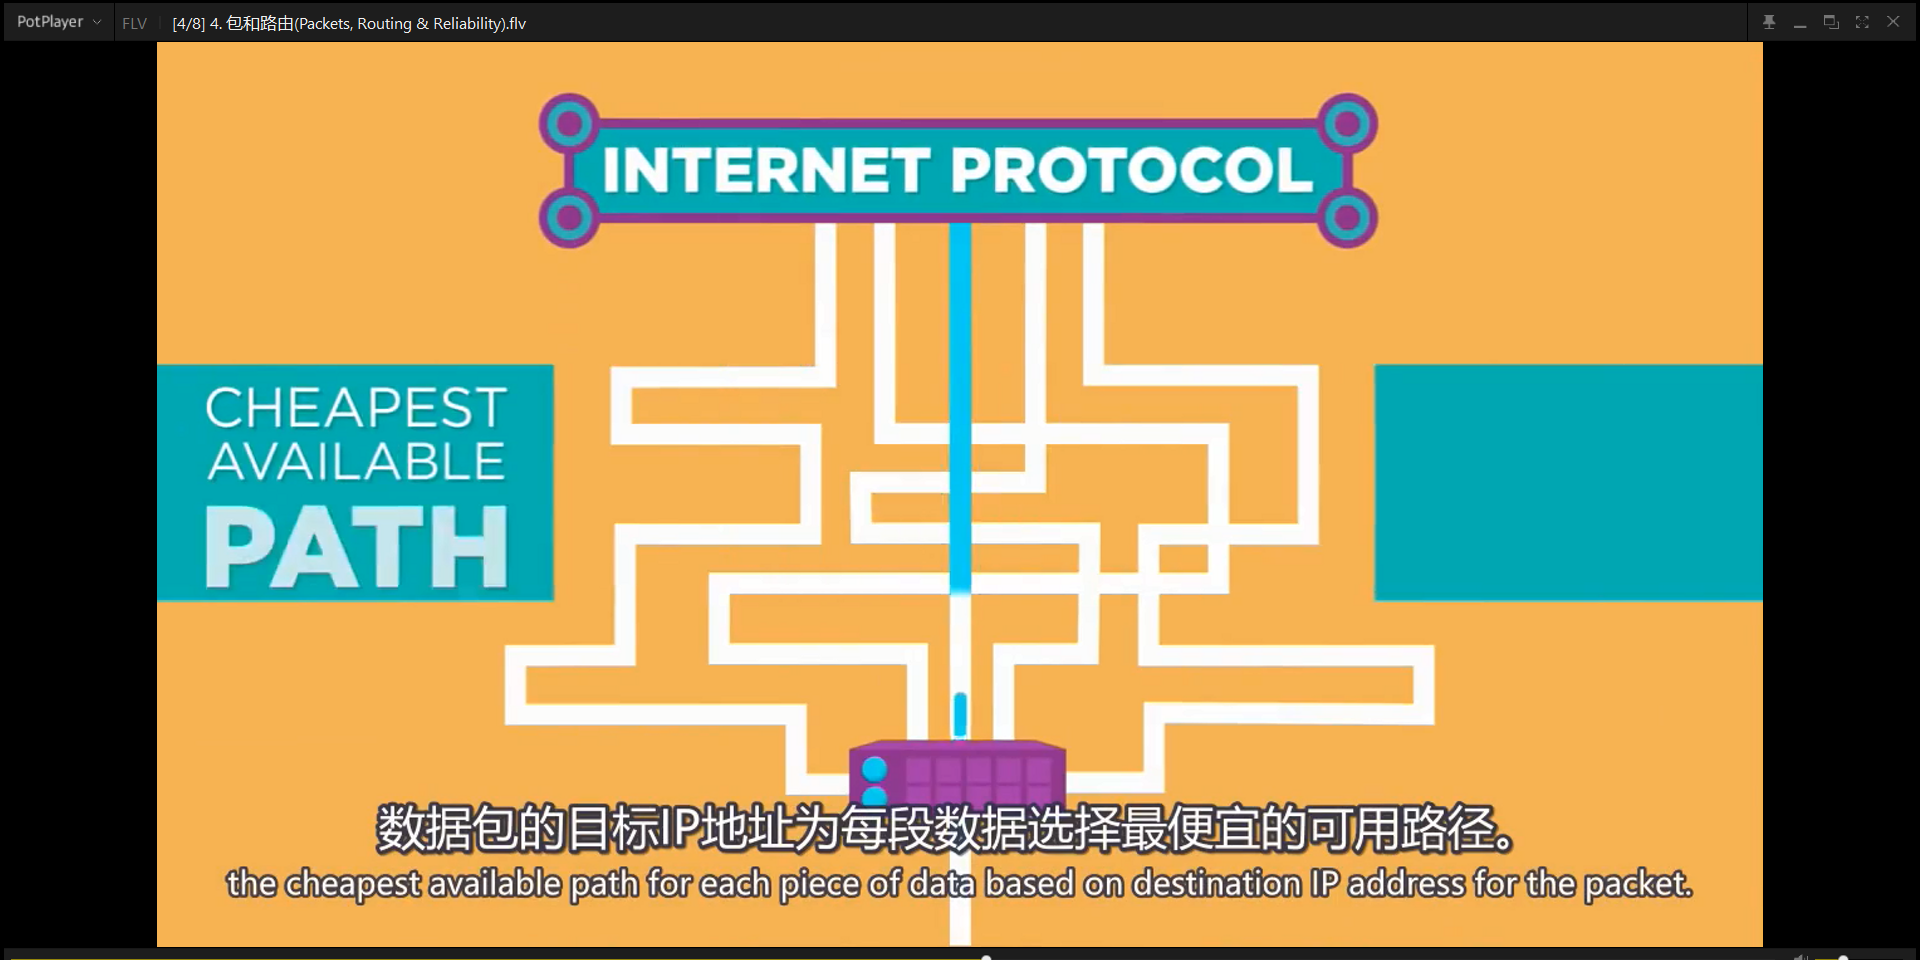 PotPlayer
FLV
[4/8] 4. 包和路由(Packets, Routing & Reliability).flv
INTERNET PROTOCOL
CHEAPEST
AVAILABLE
PATH
数据包的目标IP地址为每段数据选择最便宜的可用路径。
the cheapest available path for each piece of data based on destination IP address for the packet.